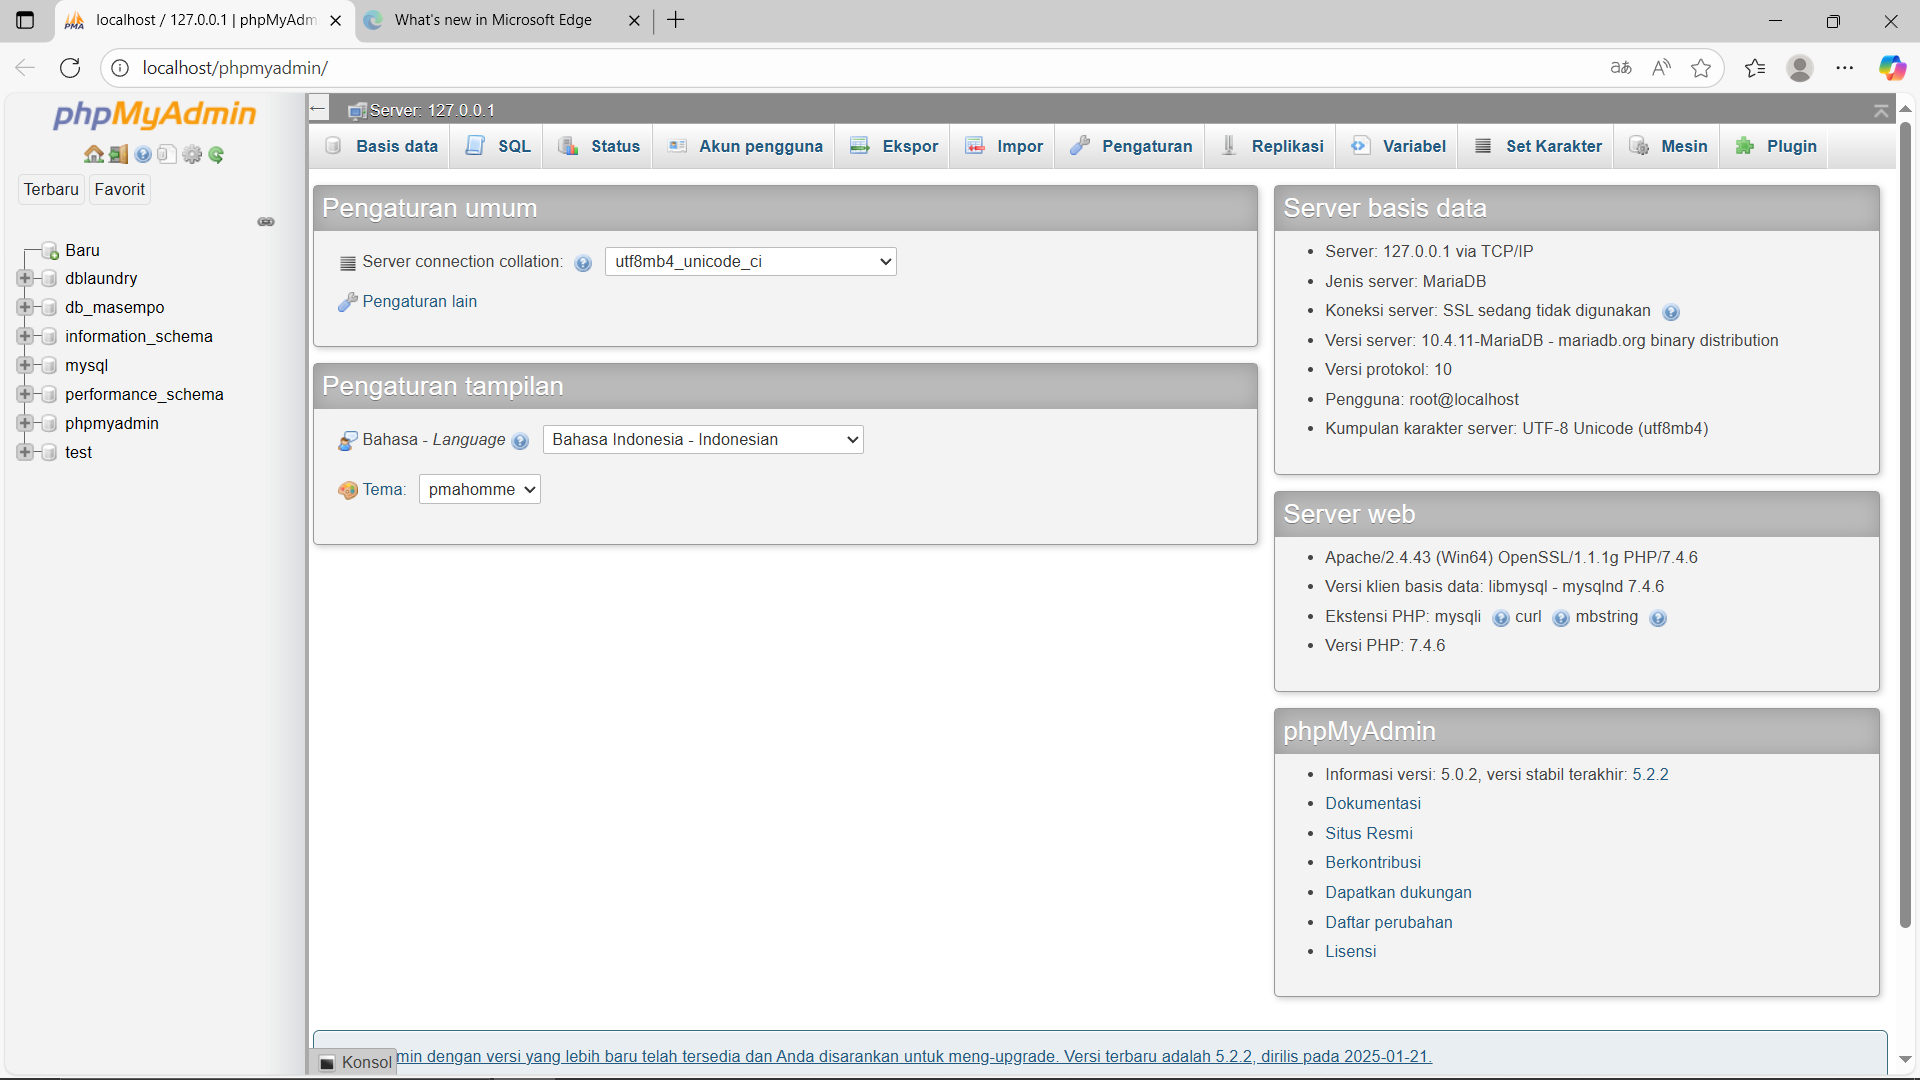 localhost / 127.0.0.1 | phpMyAdm
What's new in Microsoft Edge
localhost/phpmyadmin/
phpMyAdmin
Terbaru
Favorit
Baru
dblaundry
db_masempo
information_schema
mysql
performance_schema
phpmyadmin
test
Server: 127.0.0.1
Basis data
SQL
Status
Akun pengguna
Ekspor
Impor
Pengaturan
Replikasi
Variabel
Set Karakter
Mesin
Plugin
Pengaturan umum
Server connection collation:
utf8mb4_unicode_ci
Pengaturan lain
Pengaturan tampilan
Bahasa - Language
Bahasa Indonesia - Indonesian
Tema:
pmahomme
Server basis data
Server: 127.0.0.1 via TCP/IP
Jenis server: MariaDB
Koneksi server: SSL sedang tidak digunakan
Versi server: 10.4.11-MariaDB - mariadb.org binary distribution
Versi protokol: 10
Pengguna: root@localhost
Kumpulan karakter server: UTF-8 Unicode (utf8mb4)
Server web
Apache/2.4.43 (Win64) OpenSSL/1.1.1g PHP/7.4.6
Versi klien basis data: libmysql - mysqlnd 7.4.6
Ekstensi PHP: mysqli curl mbstring
Versi PHP: 7.4.6
phpMyAdmin
Informasi versi: 5.0.2, versi stabil terakhir: 5.2.2
Dokumentasi
Situs Resmi
Berkontribusi
Dapatkan dukungan
Daftar perubahan
Lisensi
min dengan versi yang lebih baru telah tersedia dan Anda disarankan untuk meng-upgrade. Versi terbaru adalah 5.2.2, dirilis pada 2025-01-21.
Konsol